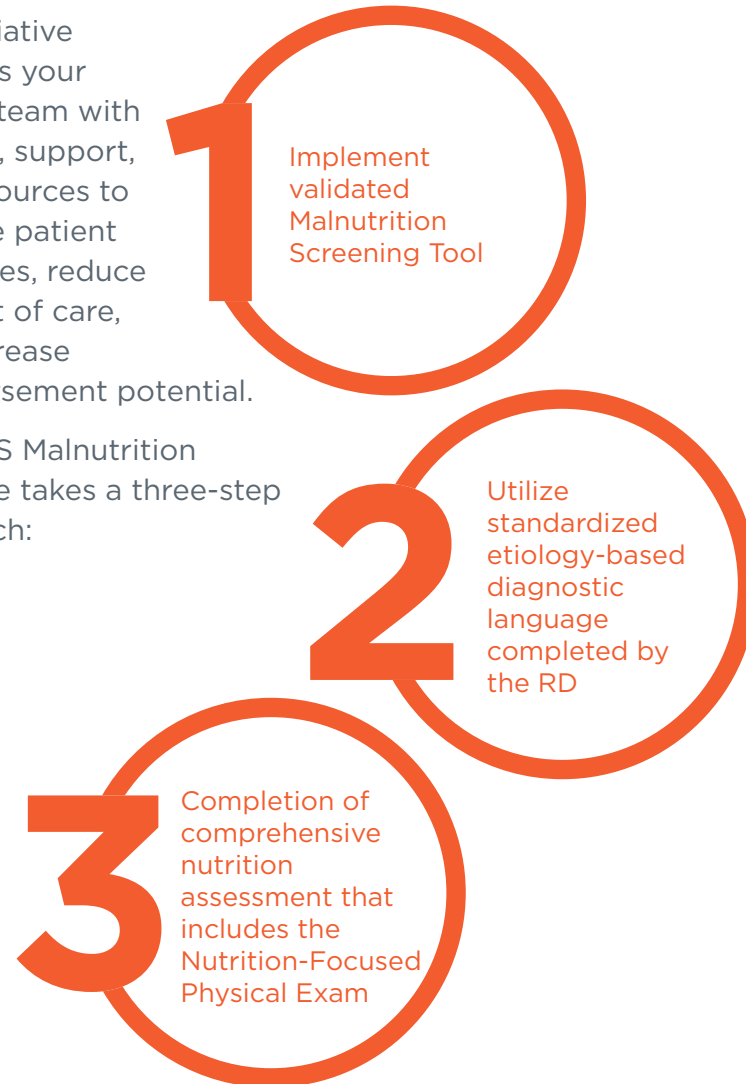 iative
s your
team with
, support,
ources to
e patient
es, reduce
t of care,
rease
rsement potential.
S Malnutrition
e takes a three-step
ch:
1
Implement
validated
Malnutrition
Screening Tool
2
Utilize
standardized
etiology-based
diagnostic
language
completed by
the RD
3
Completion of
comprehensive
nutrition
assessment that
includes the
Nutrition-Focused
Physical Exam